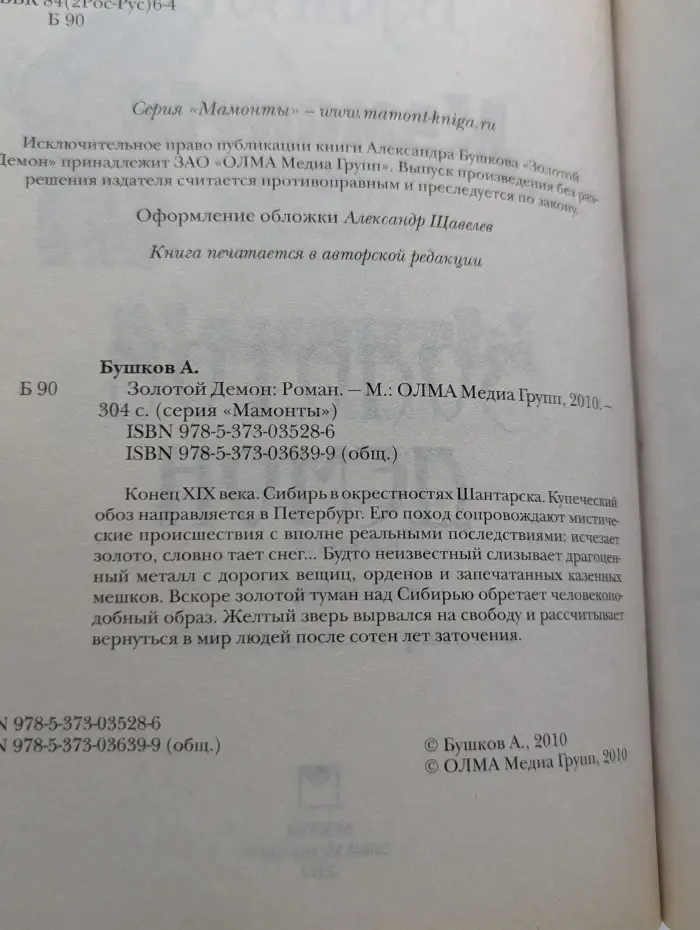 ББК 84(2Рос-Рус)6-4
Б 90
Серия «Мамонты» – www.mamont-kniga.ru
Исключительное право публикации книги Александра Бушкова «Золотой
Демон» принадлежит ЗАО «ОЛМА Медиа Групп». Выпуск произведения без раз-
решения издателя считается противоправным и преследуется по закону.
Оформление обложки Александр Щавелев
Книга печатается в авторской редакции
Бушков А.
Б 90 Золотой Демон: Роман. — М.: ОЛМА Медиа Групп, 2010. –
304 с. (серия «Мамонты»)
ISBN 978-5-373-03528-6
ISBN 978-5-373-03639-9 (общ.)
Конец XIX века. Сибирь в окрестностях Шантарска. Купеческий
обоз направляется в Петербург. Его поход сопровождают мистиче-
ские происшествия с вполне реальными последствиями: исчезает
золото, словно тает снег... Будто неизвестный слизывает драгоцен-
ный металл с дорогих вещиц, орденов и запечатанных казенных
мешков. Вскоре золотой туман над Сибирью обретает человекопо-
добный образ. Желтый зверь вырвался на свободу и рассчитывает
вернуться в мир людей после сотен лет заточения.
N 978-5-373-03528-6
N 978-5-373-03639-9 (общ.)
© Бушков А., 2010
© ОЛМА Медиа Групп, 2010